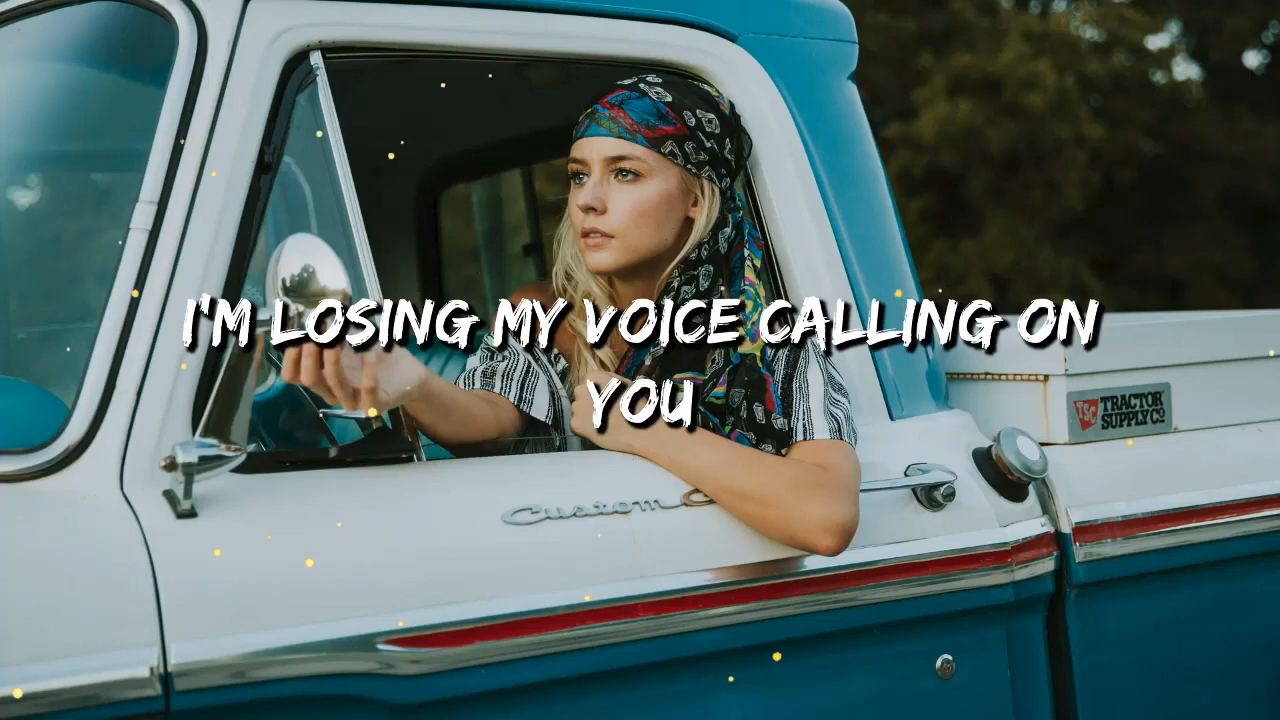 I'M LOSING MY VOICE CALLING ON
YOU
TSC TRACTOR
SUPPLY CO
Custom C